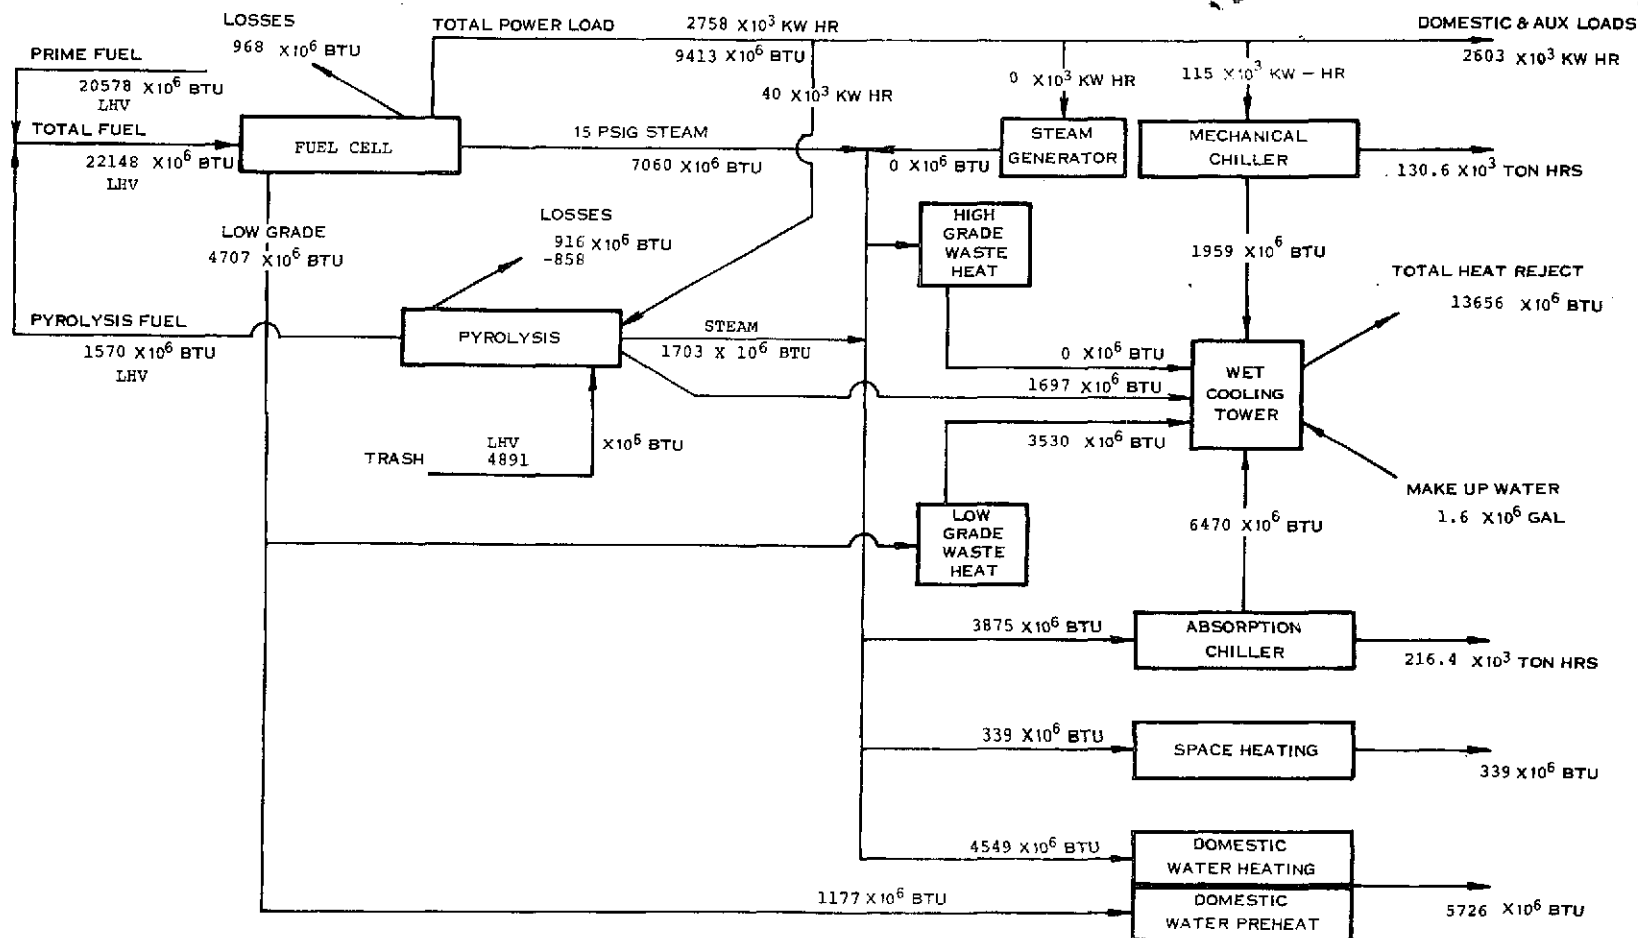 LOSSES
968 X10⁶ BTU
TOTAL POWER LOAD
2758 X10³ KW HR
9413 X10⁶ BTU
DOMESTIC & AUX LOADS
2603 X10³ KW HR
PRIME FUEL
20578 X10⁶ BTU
LHV
TOTAL FUEL
22148 X10⁶ BTU
LHV
FUEL CELL
40 X10³ KW HR
0 X10³ KW HR
115 X10³ KW - HR
15 PSIG STEAM
7060 X10⁶ BTU
0 X10⁶ BTU
STEAM
GENERATOR
MECHANICAL
CHILLER
130.6 X10³ TON HRS
LOW GRADE
4707 X10⁶ BTU
LOSSES
916 X10⁶ BTU
-858
HIGH
GRADE
WASTE
HEAT
1959 X10⁶ BTU
TOTAL HEAT REJECT
13656 X10⁶ BTU
PYROLYSIS FUEL
1570 X10⁶ BTU
LHV
PYROLYSIS
STEAM
1703 X 10⁶ BTU
0 X10⁶ BTU
1697 X10⁶ BTU
3530 X10⁶ BTU
WET
COOLING
TOWER
TRASH
LHV
4891
X10⁶ BTU
MAKE UP WATER
1.6 X10⁶ GAL
LOW
GRADE
WASTE
HEAT
6470 X10⁶ BTU
3875 X10⁶ BTU
ABSORPTION
CHILLER
216.4 X10³ TON HRS
339 X10⁶ BTU
SPACE HEATING
339 X10⁶ BTU
4549 X10⁶ BTU
DOMESTIC
WATER HEATING
1177 X10⁶ BTU
DOMESTIC
WATER PREHEAT
5726 X10⁶ BTU